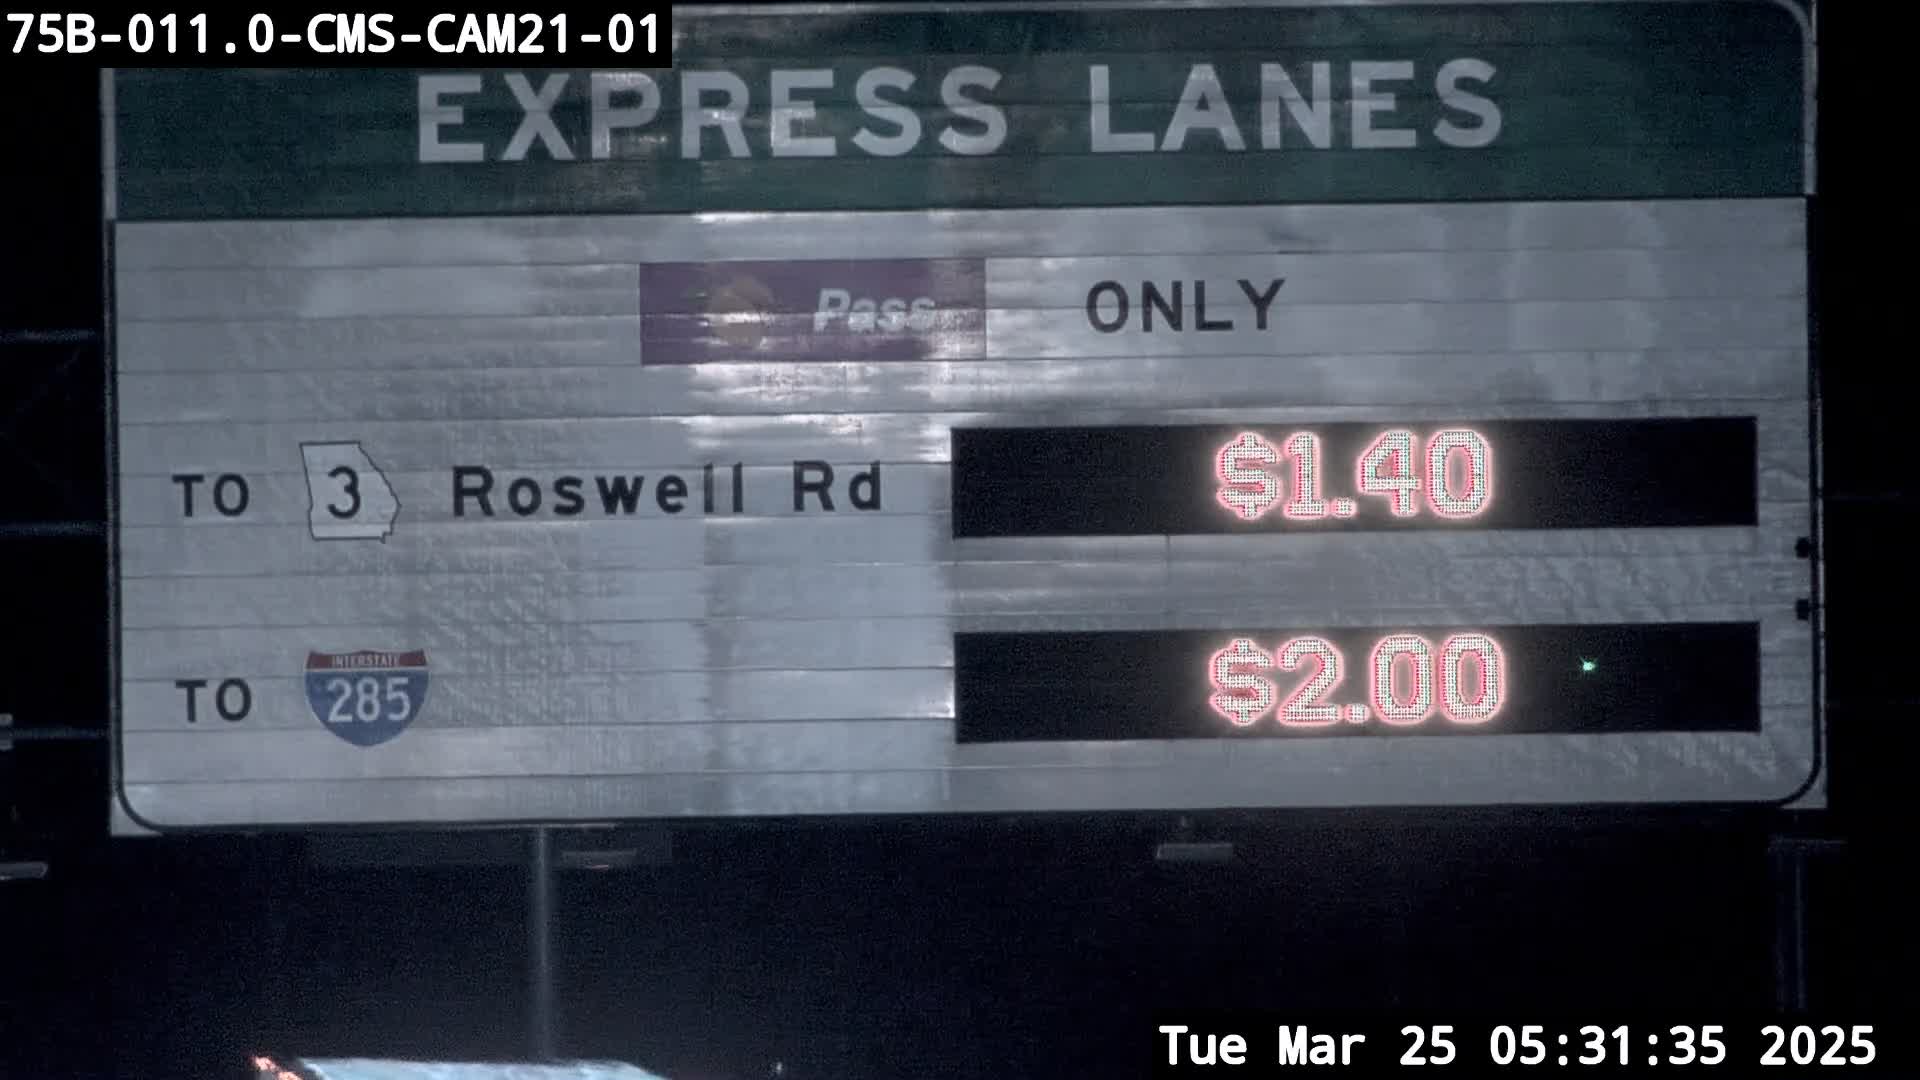 75B-011.0-CMS-CAM21-01
EXPRESS LANES
Pass ONLY
TO 3 Roswell Rd $1.40
TO INTERSTATE 285 $2.00
Tue Mar 25 05:31:35 2025